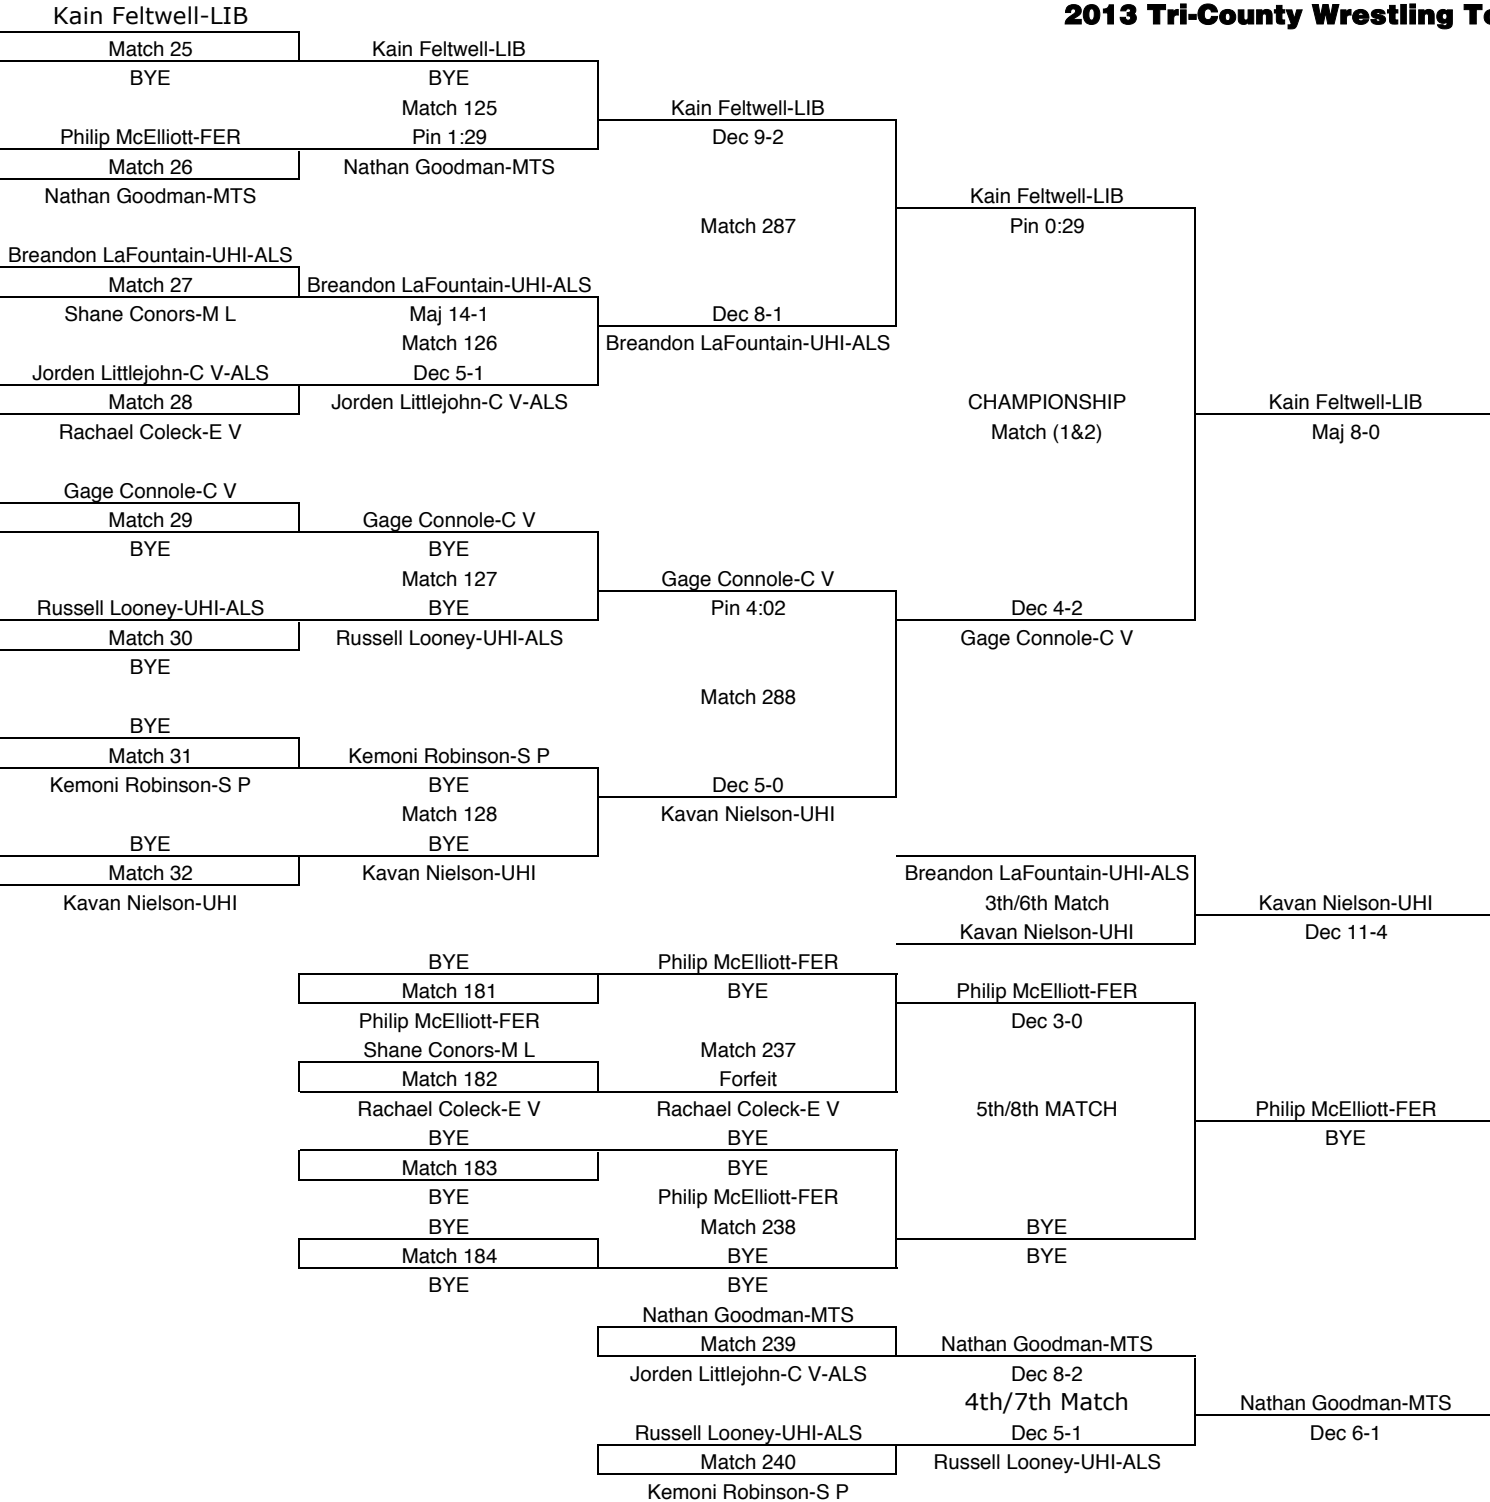 Kain Feltwell-LIB
2013 Tri-County Wrestling To
Match 25
Kain Feltwell-LIB
BYE
BYE
Match 125
Kain Feltwell-LIB
Philip McElliott-FER
Pin 1:29
Dec 9-2
Match 26
Nathan Goodman-MTS
Nathan Goodman-MTS
Kain Feltwell-LIB
Match 287
Pin 0:29
Breandon LaFountain-UHI-ALS
Match 27
Breandon LaFountain-UHI-ALS
Shane Conors-M L
Maj 14-1
Dec 8-1
Match 126
Breandon LaFountain-UHI-ALS
Jorden Littlejohn-C V-ALS
Dec 5-1
Match 28
Jorden Littlejohn-C V-ALS
CHAMPIONSHIP
Kain Feltwell-LIB
Rachael Coleck-E V
Match (1&2)
Maj 8-0
Gage Connole-C V
Match 29
Gage Connole-C V
BYE
BYE
Match 127
Gage Connole-C V
Russell Looney-UHI-ALS
BYE
Pin 4:02
Dec 4-2
Match 30
Russell Looney-UHI-ALS
Gage Connole-C V
BYE
Match 288
BYE
Match 31
Kemoni Robinson-S P
Kemoni Robinson-S P
BYE
Dec 5-0
Match 128
Kavan Nielson-UHI
BYE
BYE
Match 32
Kavan Nielson-UHI
Breandon LaFountain-UHI-ALS
Kavan Nielson-UHI
3th/6th Match
Kavan Nielson-UHI
Kavan Nielson-UHI
Dec 11-4
BYE
Philip McElliott-FER
Match 181
BYE
Philip McElliott-FER
Philip McElliott-FER
Dec 3-0
Shane Conors-M L
Match 237
Match 182
Forfeit
Rachael Coleck-E V
Rachael Coleck-E V
5th/8th MATCH
Philip McElliott-FER
BYE
BYE
BYE
Match 183
BYE
BYE
Philip McElliott-FER
BYE
Match 238
BYE
Match 184
BYE
BYE
BYE
BYE
Nathan Goodman-MTS
Match 239
Nathan Goodman-MTS
Jorden Littlejohn-C V-ALS
Dec 8-2
4th/7th Match
Nathan Goodman-MTS
Russell Looney-UHI-ALS
Dec 5-1
Dec 6-1
Match 240
Russell Looney-UHI-ALS
Kemoni Robinson-S P